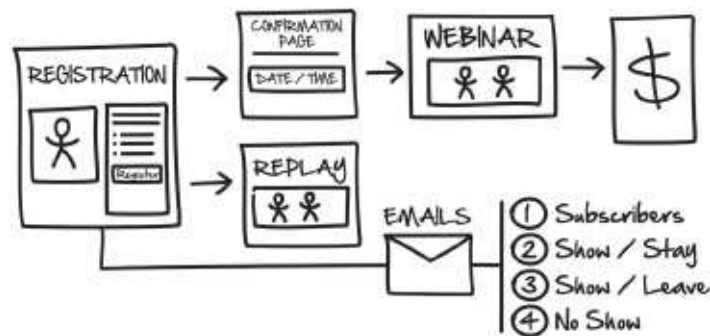 REGISTRATION
Register
CONFIRMATION
PAGE
DATE / TIME
WEBINAR
$
REPLAY
EMAILS
1 Subscribers
2 Show / Stay
3 Show / Leave
4 No Show